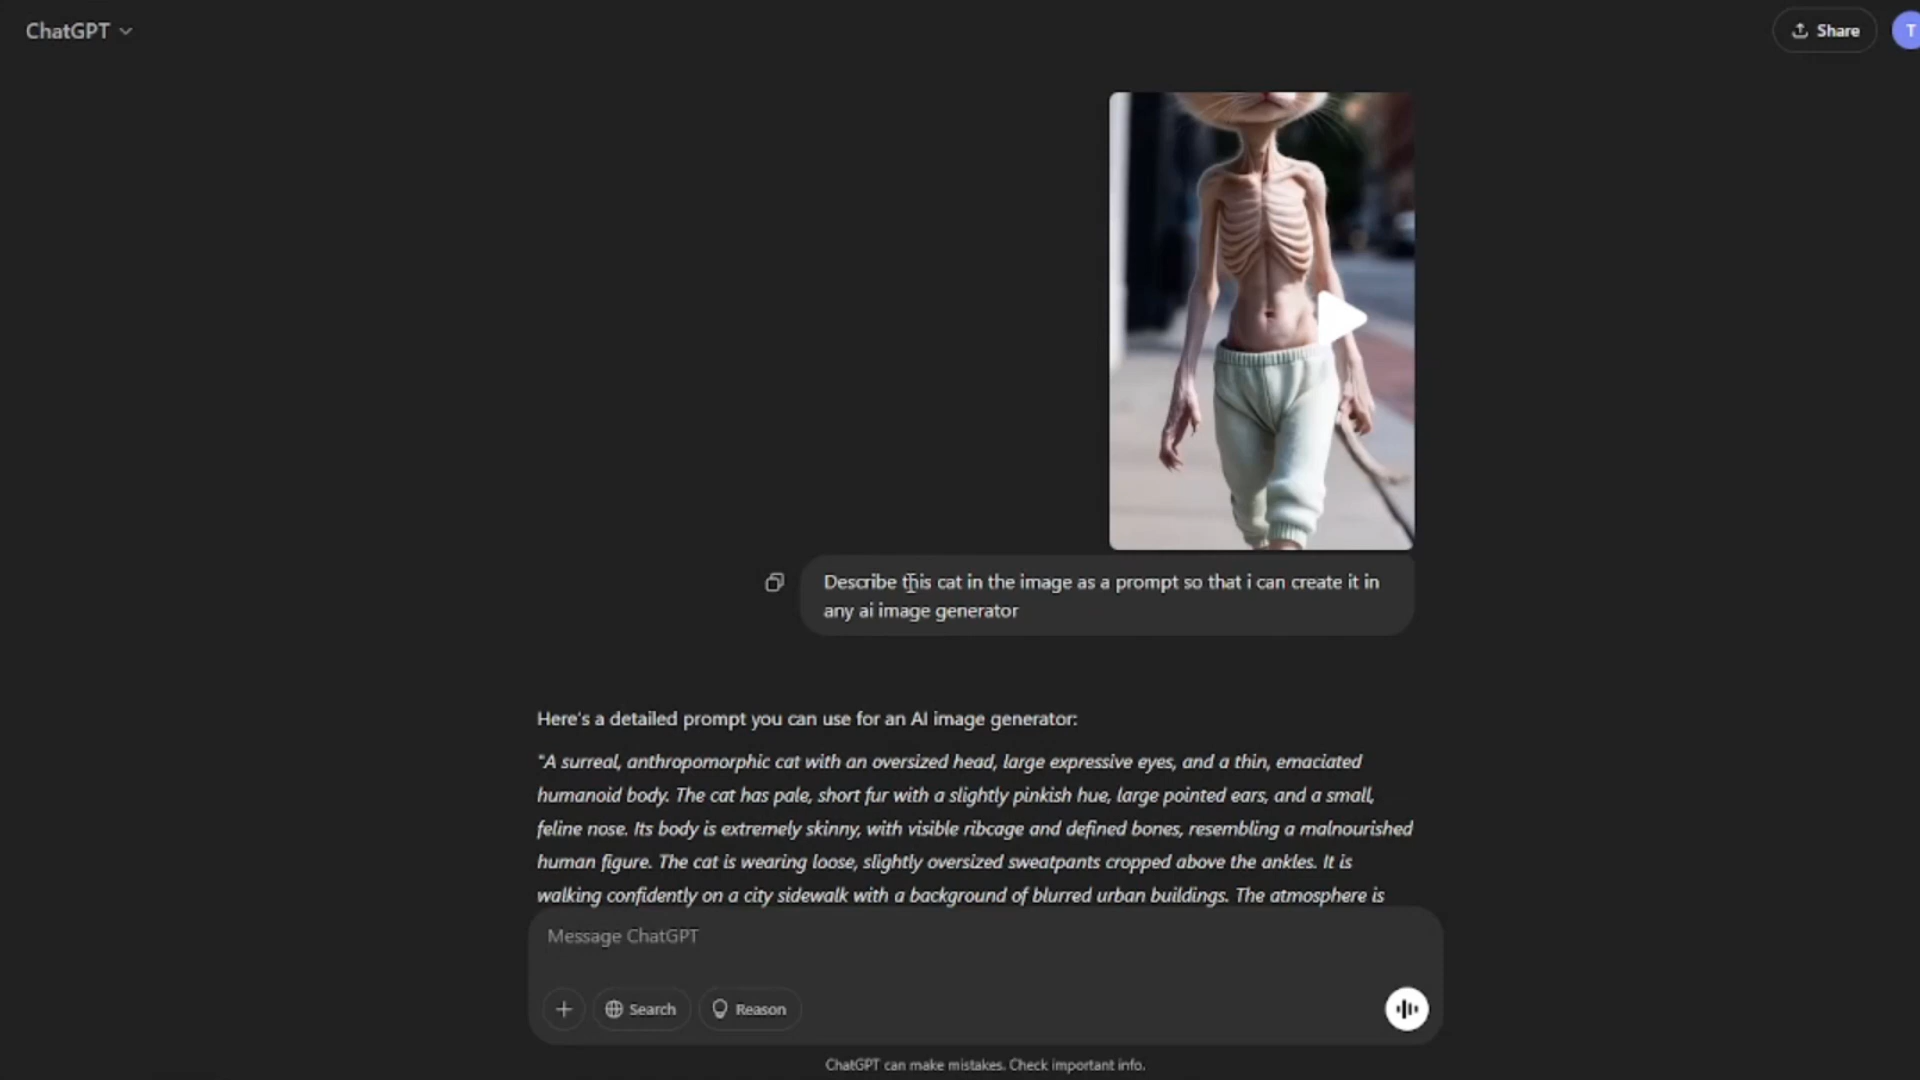 ChatGPT
Share
T
Describe this cat in the image as a prompt so that i can create it in
any ai image generator
Here's a detailed prompt you can use for an AI image generator:
"A surreal, anthropomorphic cat with an oversized head, large expressive eyes, and a thin, emaciated
humanoid body. The cat has pale, short fur with a slightly pinkish hue, large pointed ears, and a small,
feline nose. Its body is extremely skinny, with visible ribcage and defined bones, resembling a malnourished
human figure. The cat is wearing loose, slightly oversized sweatpants cropped above the ankles. It is
walking confidently on a city sidewalk with a background of blurred urban buildings. The atmosphere is
Message ChatGPT
Search
Reason
ChatGPT can make mistakes. Check important info.